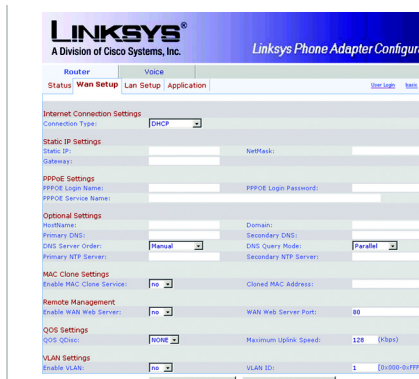 LINKSYS®
A Division of Cisco Systems, Inc.
Linksys Phone Adapter Configura
Router Voice
Status Wan Setup Lan Setup Application User Login basic
Internet Connection Settings
Connection Type: DHCP
Static IP Settings
Static IP: NetMask:
Gateway:
PPPoE Settings
PPPOE Login Name: PPPOE Login Password:
PPPOE Service Name:
Optional Settings
HostName: Domain:
Primary DNS: Secondary DNS:
DNS Server Order: Manual DNS Query Mode: Parallel
Primary NTP Server: Secondary NTP Server:
MAC Clone Settings
Enable MAC Clone Service: no Cloned MAC Address:
Remote Management
Enable WAN Web Server: no WAN Web Server Port: 80
QOS Settings
QOS QDisc: NONE Maximum Uplink Speed: 128 (Kbps)
VLAN Settings
Enable VLAN: no VLAN ID: 1 [0x000-0xFFF